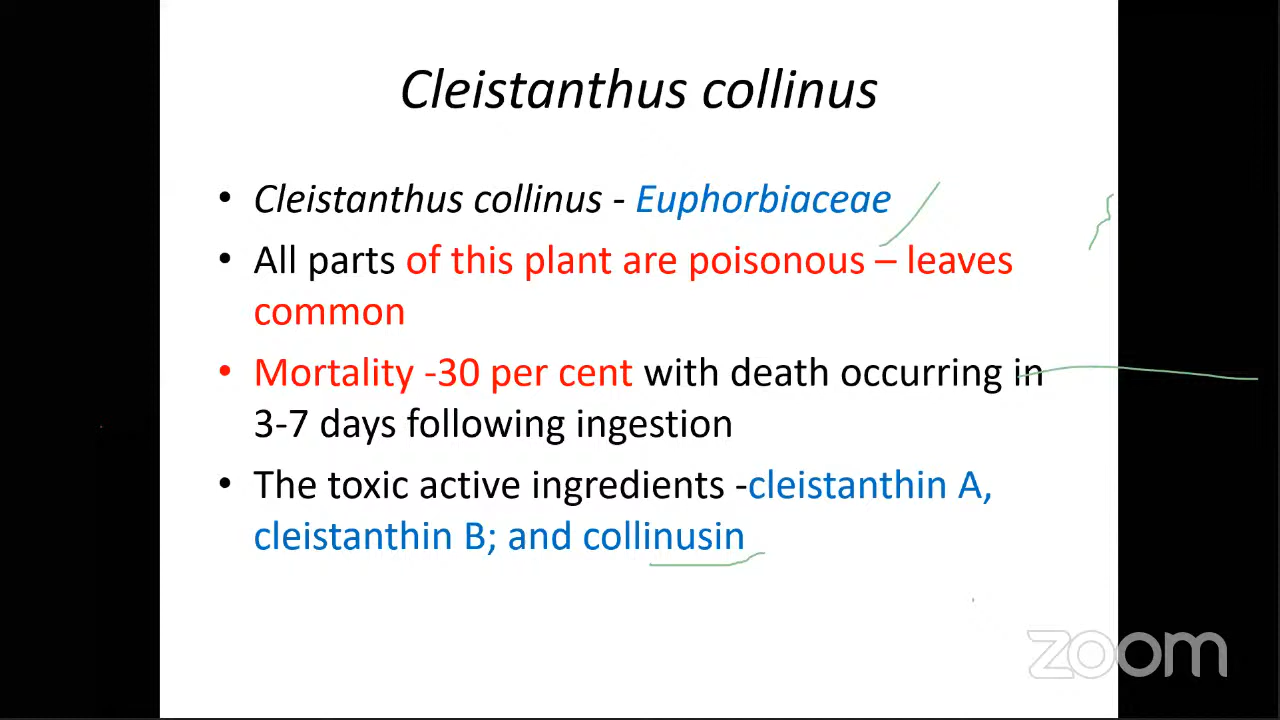 Cleistanthus collinus
• Cleistanthus collinus - Euphorbiaceae
• All parts of this plant are poisonous – leaves
common
• Mortality -30 per cent with death occurring in
3-7 days following ingestion
• The toxic active ingredients -cleistanthin A,
cleistanthin B; and collinusin
zoom